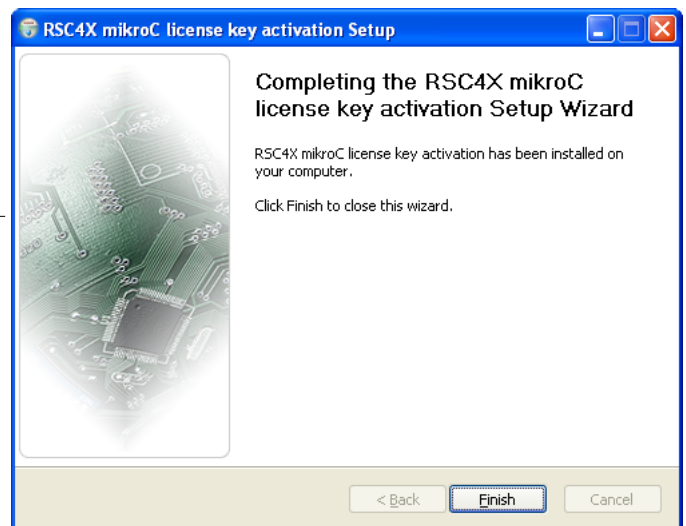 RSC4X mikroC license key activation Setup
Completing the RSC4X mikroC
license key activation Setup Wizard
RSC4X mikroC license key activation has been installed on
your computer.
Click Finish to close this wizard.
< Back
Finish
Cancel